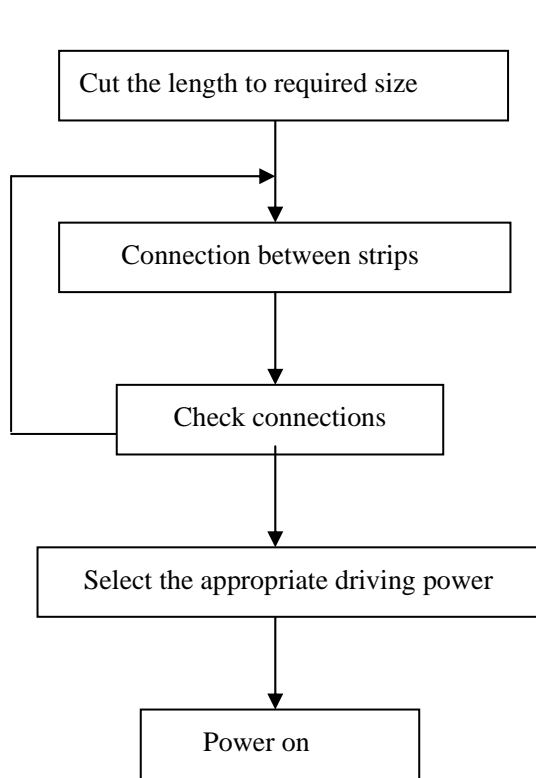 Cut the length to required size
Connection between strips
Check connections
Select the appropriate driving power
Power on